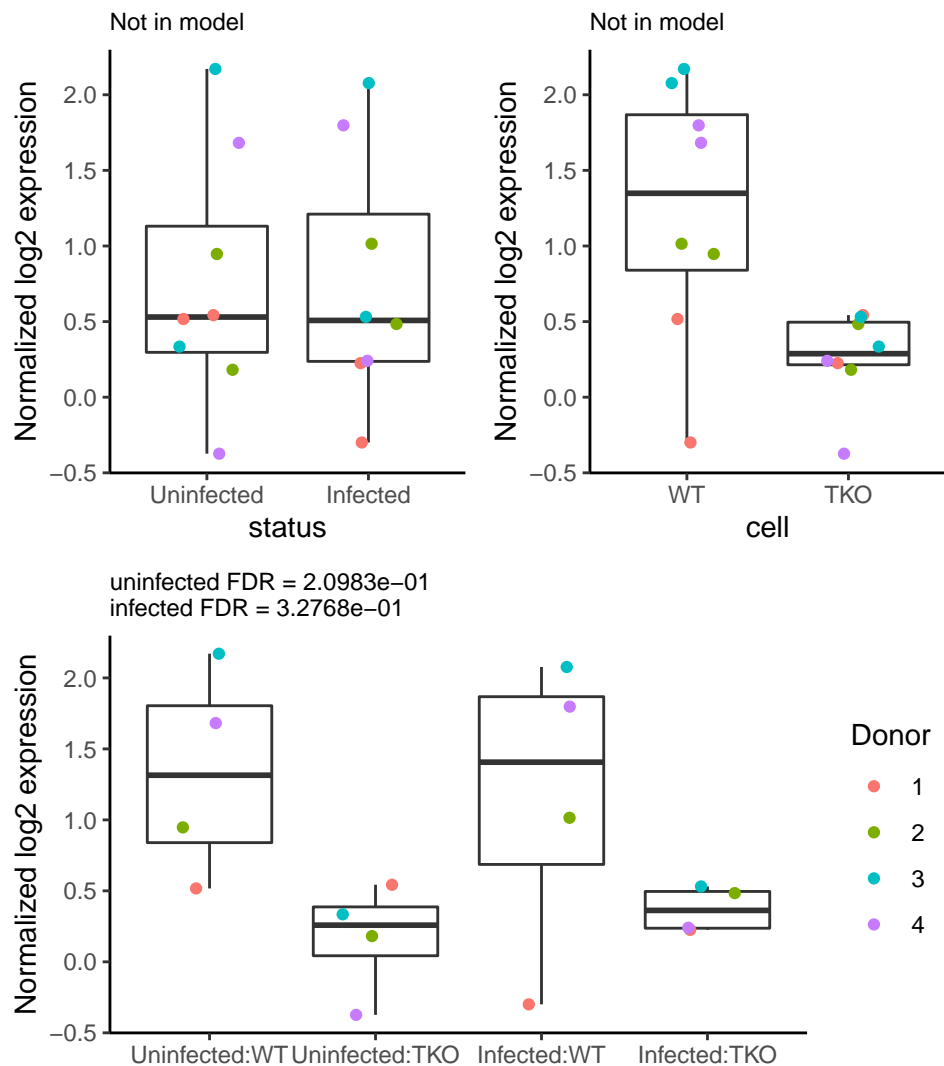 Not in model
Normalized log2 expression
2.0
1.5
1.0
0.5
0.0
−0.5
Uninfected Infected
status
Not in model
Normalized log2 expression
2.0
1.5
1.0
0.5
0.0
−0.5
WT TKO
cell
uninfected FDR = 2.0983e−01
infected FDR = 3.2768e−01
Normalized log2 expression
2.0
1.5
1.0
0.5
0.0
−0.5
Uninfected:WT Uninfected:TKO Infected:WT Infected:TKO
Donor
1
2
3
4